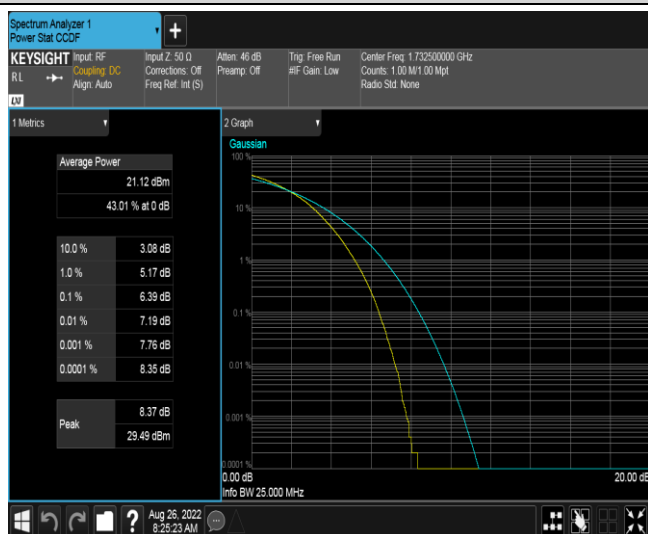 Spectrum Analyzer 1
Power Stat CCDF
+
KEYSIGHT
RL
LXI
Input: RF
Coupling: DC
Align: Auto
Input Z: 50 Ω
Corrections: Off
Freq Ref: Int (S)
Atten: 46 dB
Preamp: Off
Trig: Free Run
#IF Gain: Low
Center Freq: 1.732500000 GHz
Counts: 1.00 M/1.00 Mpt
Radio Std: None
1 Metrics
Average Power
21.12 dBm
43.01 % at 0 dB
10.0 % 3.08 dB
1.0 % 5.17 dB
0.1 % 6.39 dB
0.01 % 7.19 dB
0.001 % 7.76 dB
0.0001 % 8.35 dB
Peak
8.37 dB
29.49 dBm
2 Graph
Gaussian
100 %
10 %
1 %
0.1 %
0.01 %
0.001 %
0.0001 %
0.00 dB
20.00 dB
Info BW 25.000 MHz
?
Aug 26, 2022
8:25:23 AM